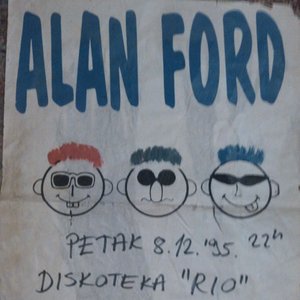 ALAN FORD
PETAK 8.12.'95. 22h
DISKOTEKA "RIO"